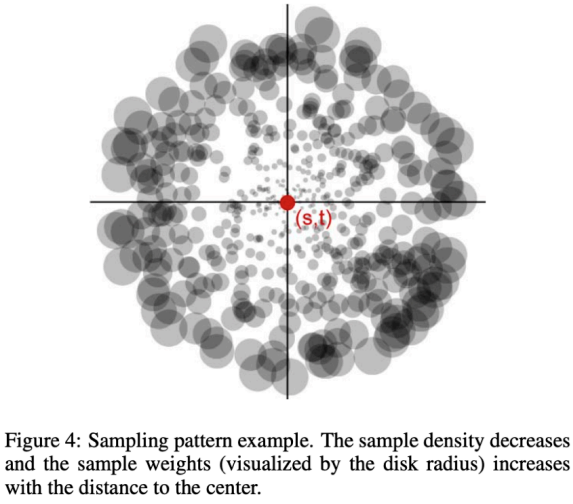 (s,t)
Figure 4: Sampling pattern example. The sample density decreases
and the sample weights (visualized by the disk radius) increases
with the distance to the center.